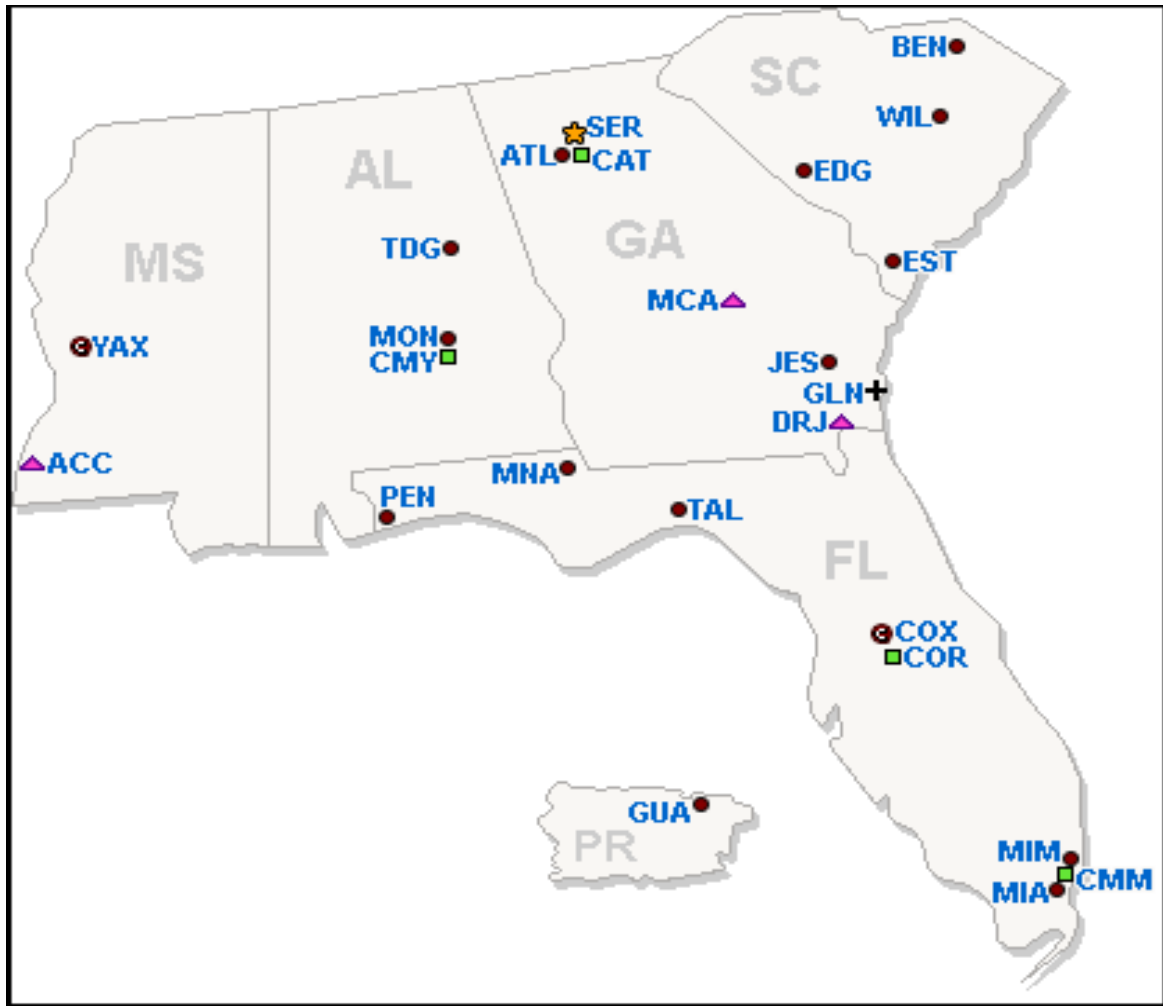 BEN
SC
WIL
SER
ATL
CAT
AL
EDG
GA
TDG
MS
EST
MCA
MON
YAX
CMY
JES
GLN
DRJ
ACC
MNA
PEN
TAL
FL
COX
COR
GUA
PR
MIM
CMM
MIA